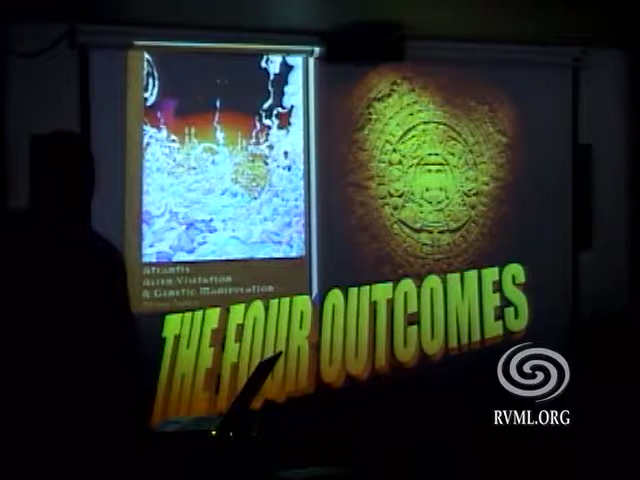 Atlantis
Alien Visitation
& Genetic Manipulation
THE FOUR OUTCOMES
RVML.ORG